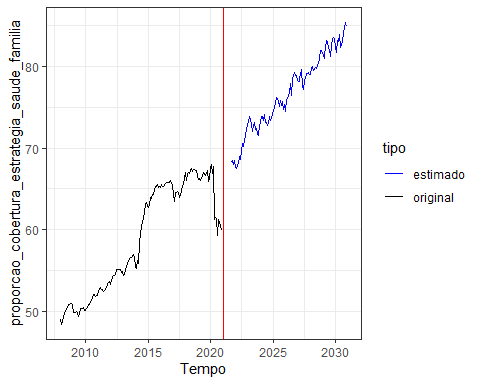 proporcao_cobertura_estrategia_saude_familia
80
70
60
50
2010
2015
2020
2025
2030
Tempo
tipo
estimado
original